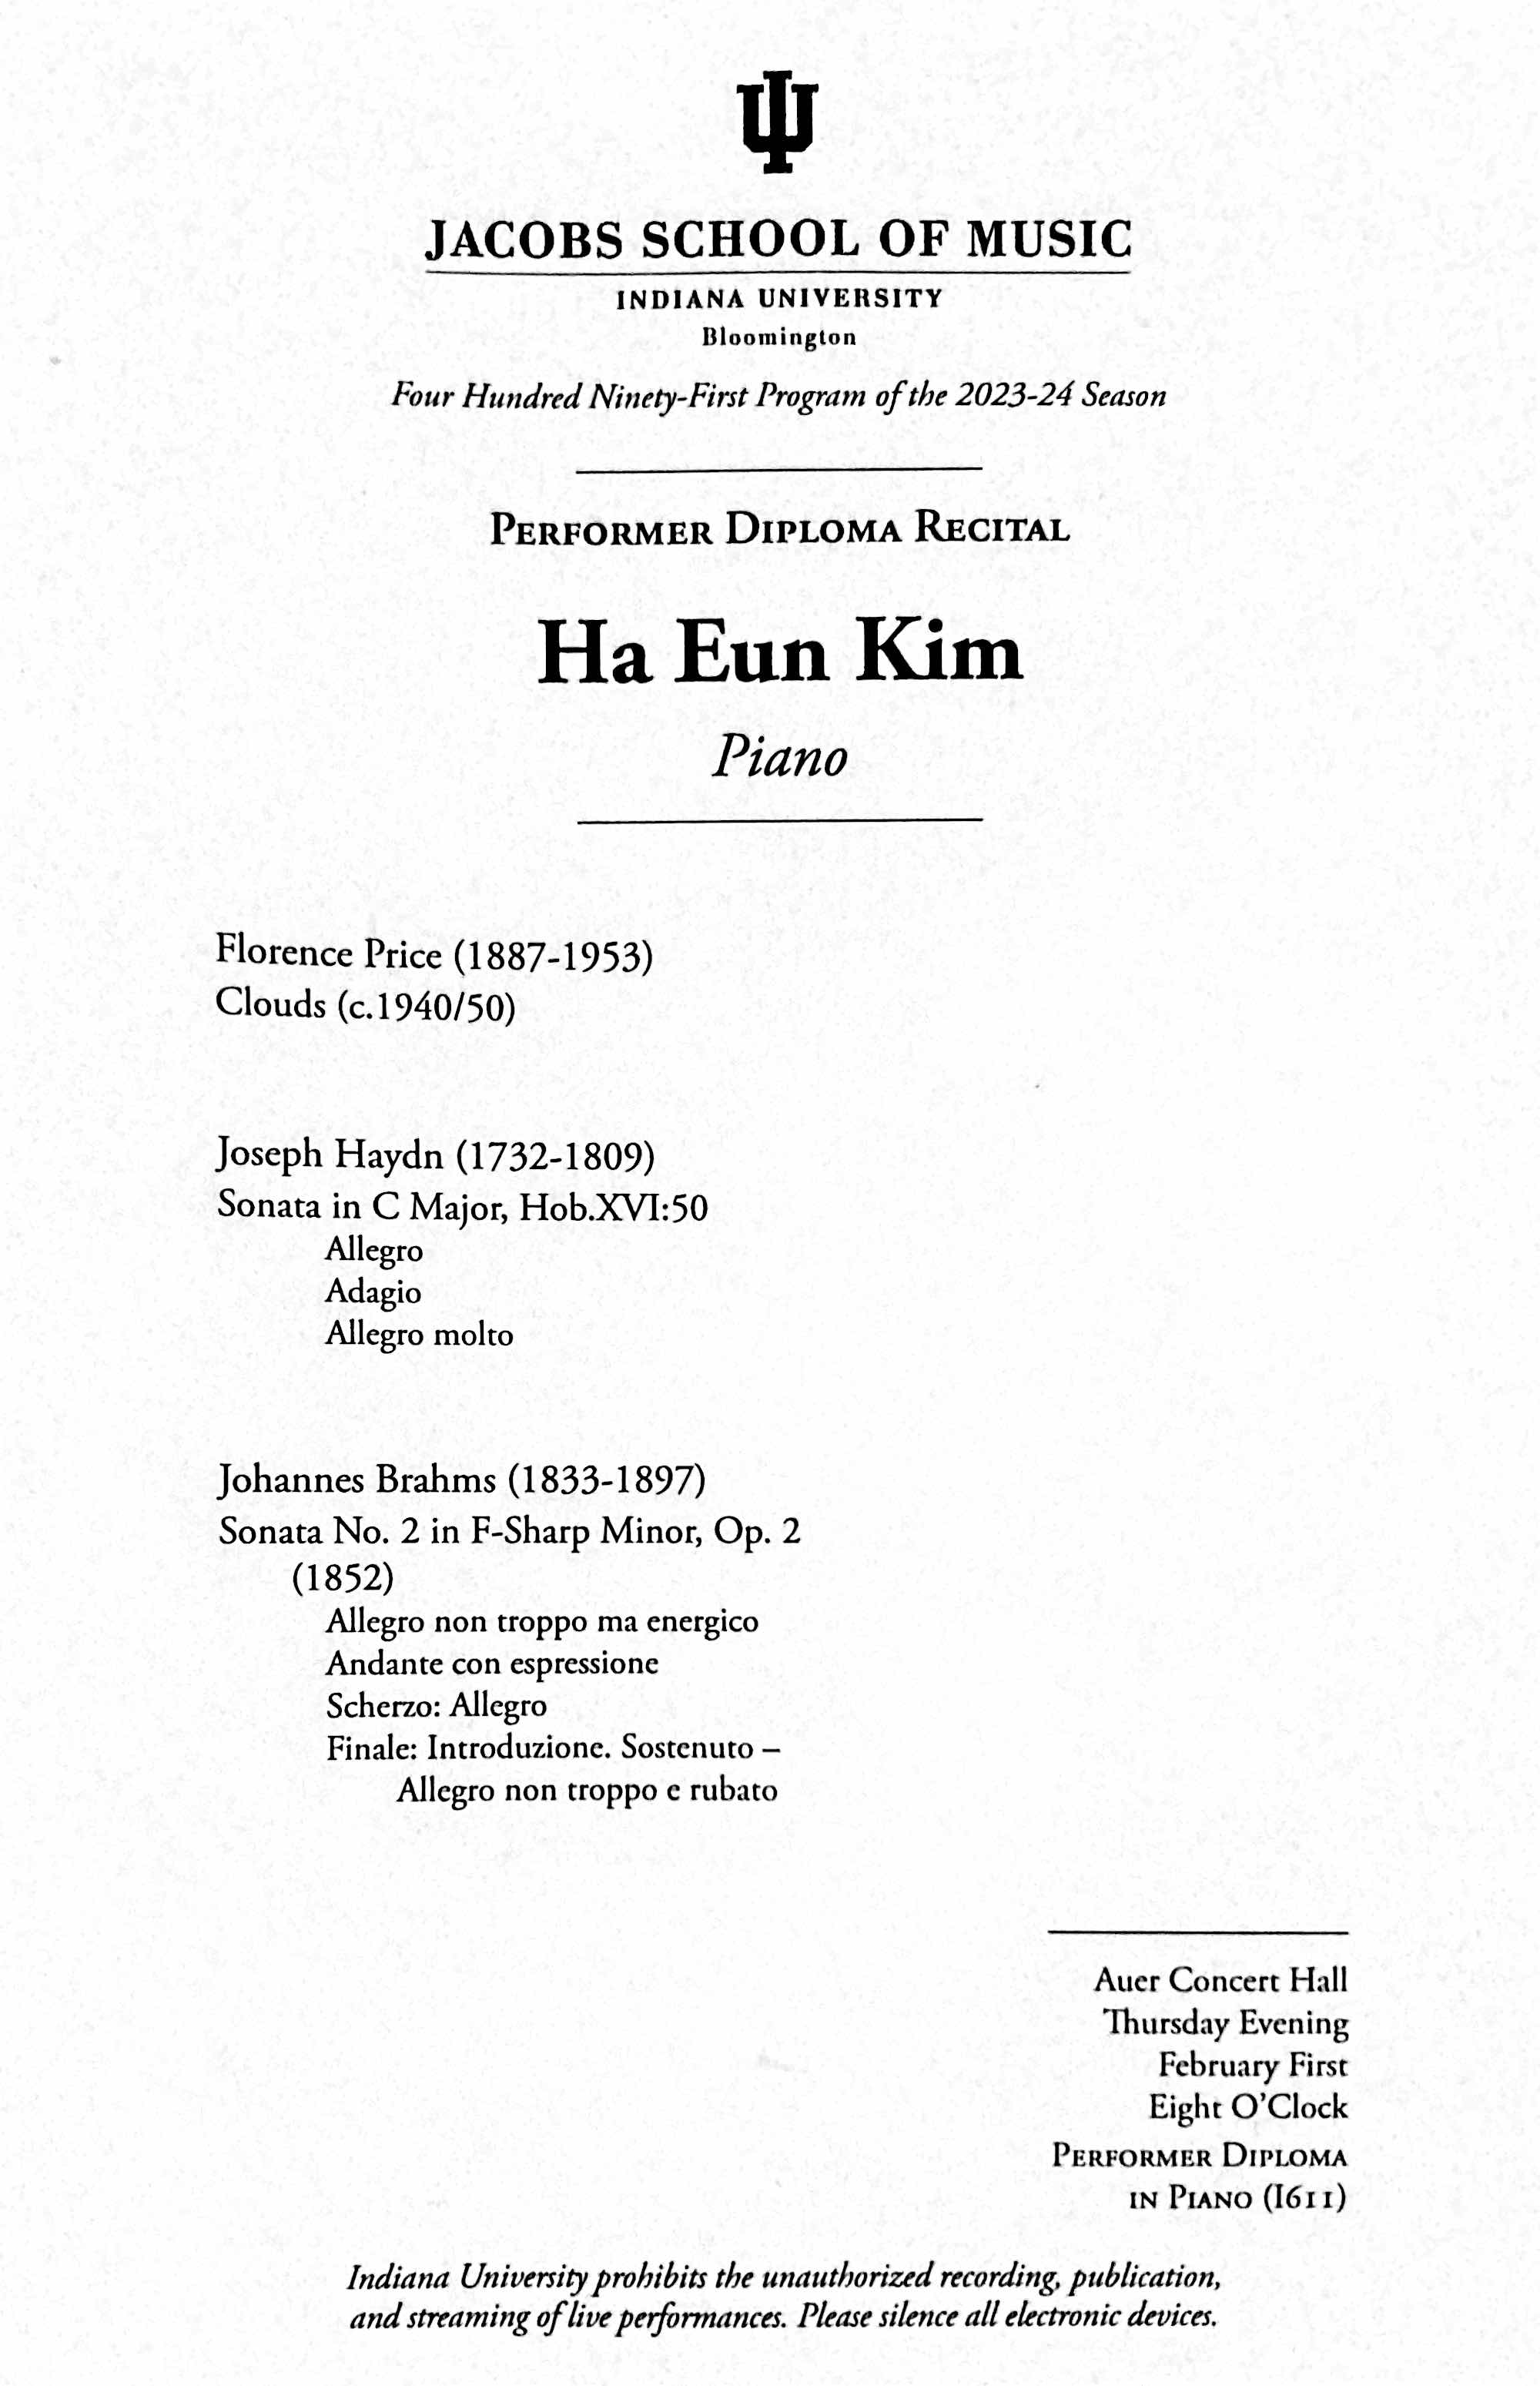 IU
JACOBS SCHOOL OF MUSIC
INDIANA UNIVERSITY
Bloomington
Four Hundred Ninety-First Program of the 2023-24 Season
PERFORMER DIPLOMA RECITAL
Ha Eun Kim
Piano
Florence Price (1887-1953)
Clouds (c.1940/50)
Joseph Haydn (1732-1809)
Sonata in C Major, Hob.XVI:50
Allegro
Adagio
Allegro molto
Johannes Brahms (1833-1897)
Sonata No. 2 in F-Sharp Minor, Op. 2
(1852)
Allegro non troppo ma energico
Andante con espressione
Scherzo: Allegro
Finale: Introduzione. Sostenuto –
Allegro non troppo e rubato
Auer Concert Hall
Thursday Evening
February First
Eight O'Clock
PERFORMER DIPLOMA
IN PIANO (I611)
Indiana University prohibits the unauthorized recording, publication,
and streaming of live performances. Please silence all electronic devices.